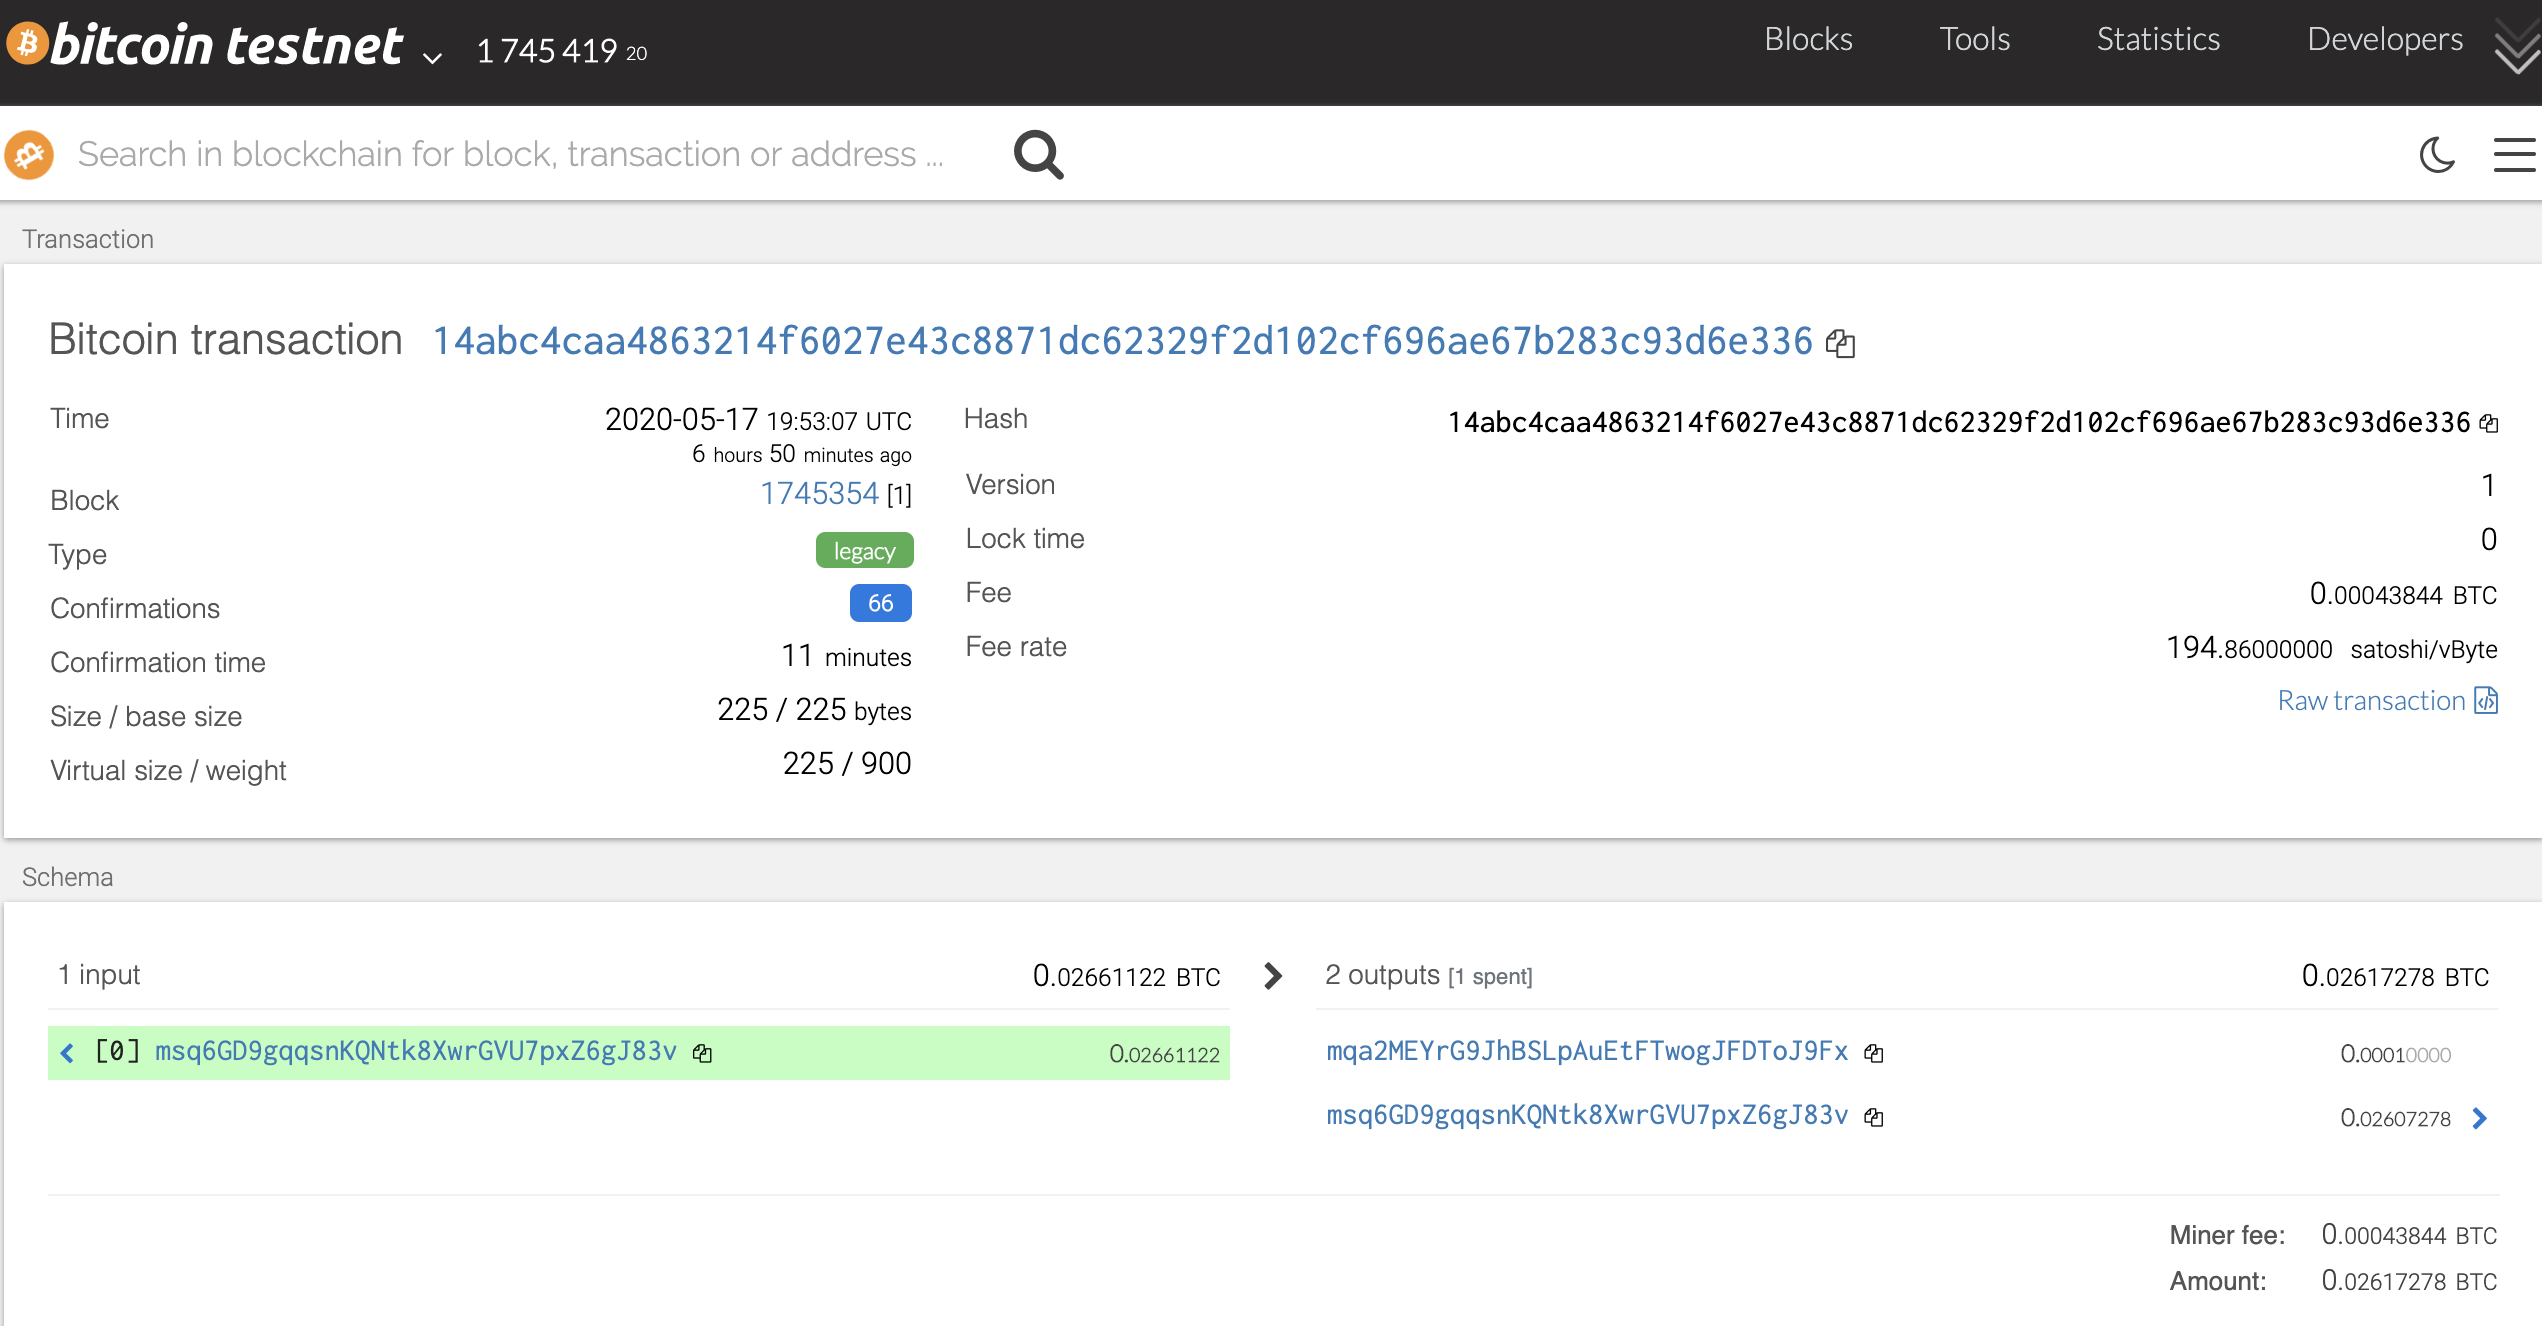 bitcoin testnet 1 745 419 20 Blocks Tools Statistics Developers
Search in blockchain for block, transaction or address ...
Transaction
Bitcoin transaction 14abc4caa4863214f6027e43c8871dc62329f2d102cf696ae67b283c93d6e336
Time 2020-05-17 19:53:07 UTC
6 hours 50 minutes ago
Block 1745354 [1]
Type legacy
Confirmations 66
Confirmation time 11 minutes
Size / base size 225 / 225 bytes
Virtual size / weight 225 / 900
Hash 14abc4caa4863214f6027e43c8871dc62329f2d102cf696ae67b283c93d6e336
Version 1
Lock time 0
Fee 0.00043844 BTC
Fee rate 194.86000000 satoshi/vByte
Raw transaction
Schema
1 input 0.02661122 BTC
[0] msq6GD9gqqsnKQNtk8XwrGVU7pxZ6gJ83v 0.02661122
2 outputs [1 spent] 0.02617278 BTC
mqa2MEYrG9JhBSLpAuEtFTwogJFDToJ9Fx 0.00010000
msq6GD9gqqsnKQNtk8XwrGVU7pxZ6gJ83v 0.02607278
Miner fee: 0.00043844 BTC
Amount: 0.02617278 BTC